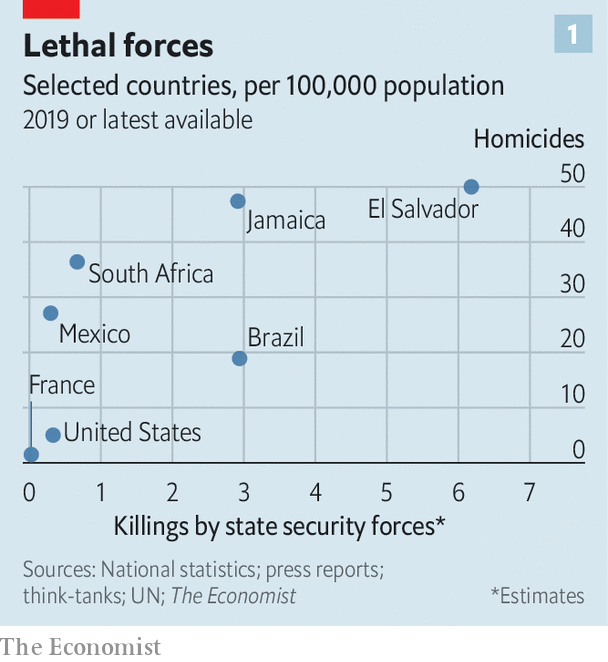 1
Lethal forces
Selected countries, per 100,000 population
2019 or latest available
Homicides
50
El Salvador
Jamaica
40
South Africa
30
Mexico
Brazil
20
France
10
United States
0
0 1 2 3 4 5 6 7
Killings by state security forces*
Sources: National statistics; press reports;
think-tanks; UN; The Economist
*Estimates
The Economist